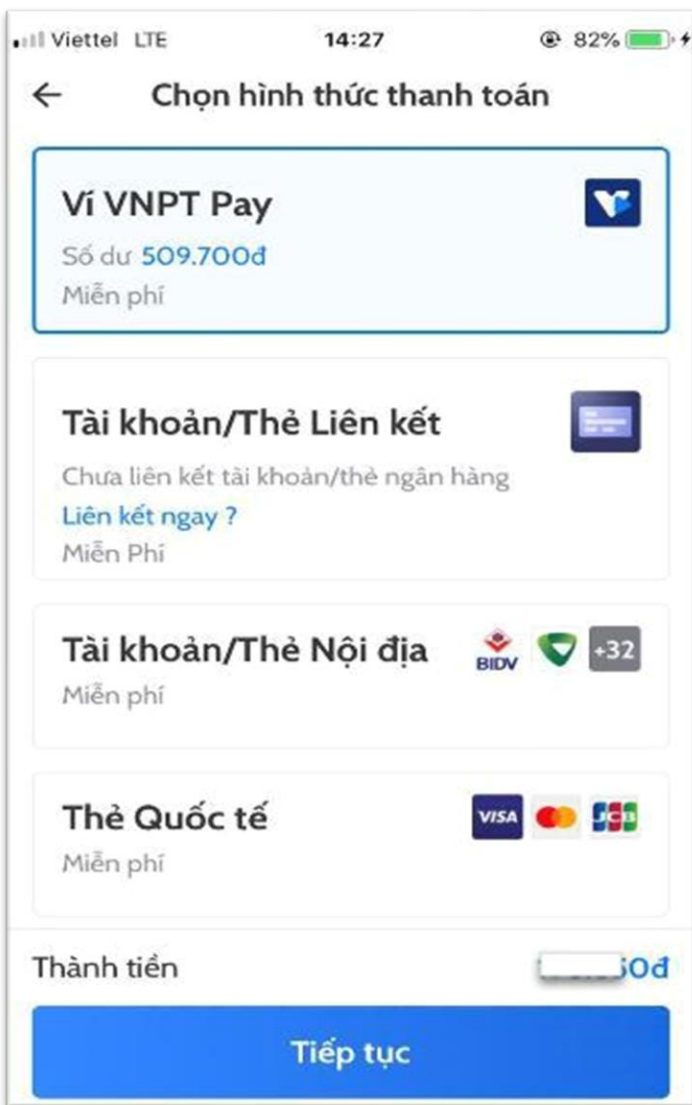 Viettel LTE 14:27 82%
Chọn hình thức thanh toán
Ví VNPT Pay
Số dư 509.700đ
Miễn phí
Tài khoản/Thẻ Liên kết
Chưa liên kết tài khoản/thẻ ngân hàng
Liên kết ngay ?
Miễn Phí
Tài khoản/Thẻ Nội địa
BIDV +32
Miễn phí
Thẻ Quốc tế
VISA JCB
Miễn phí
Thành tiền
Tiếp tục